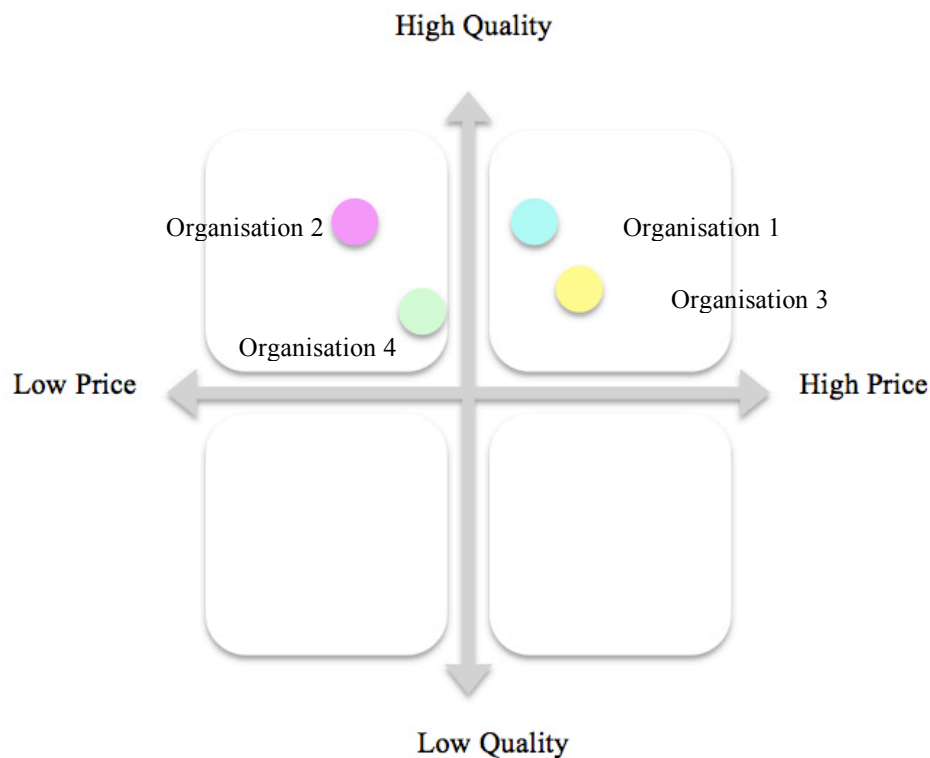 High Quality
Organisation 2
Organisation 1
Organisation 3
Organisation 4
Low Price
High Price
Low Quality